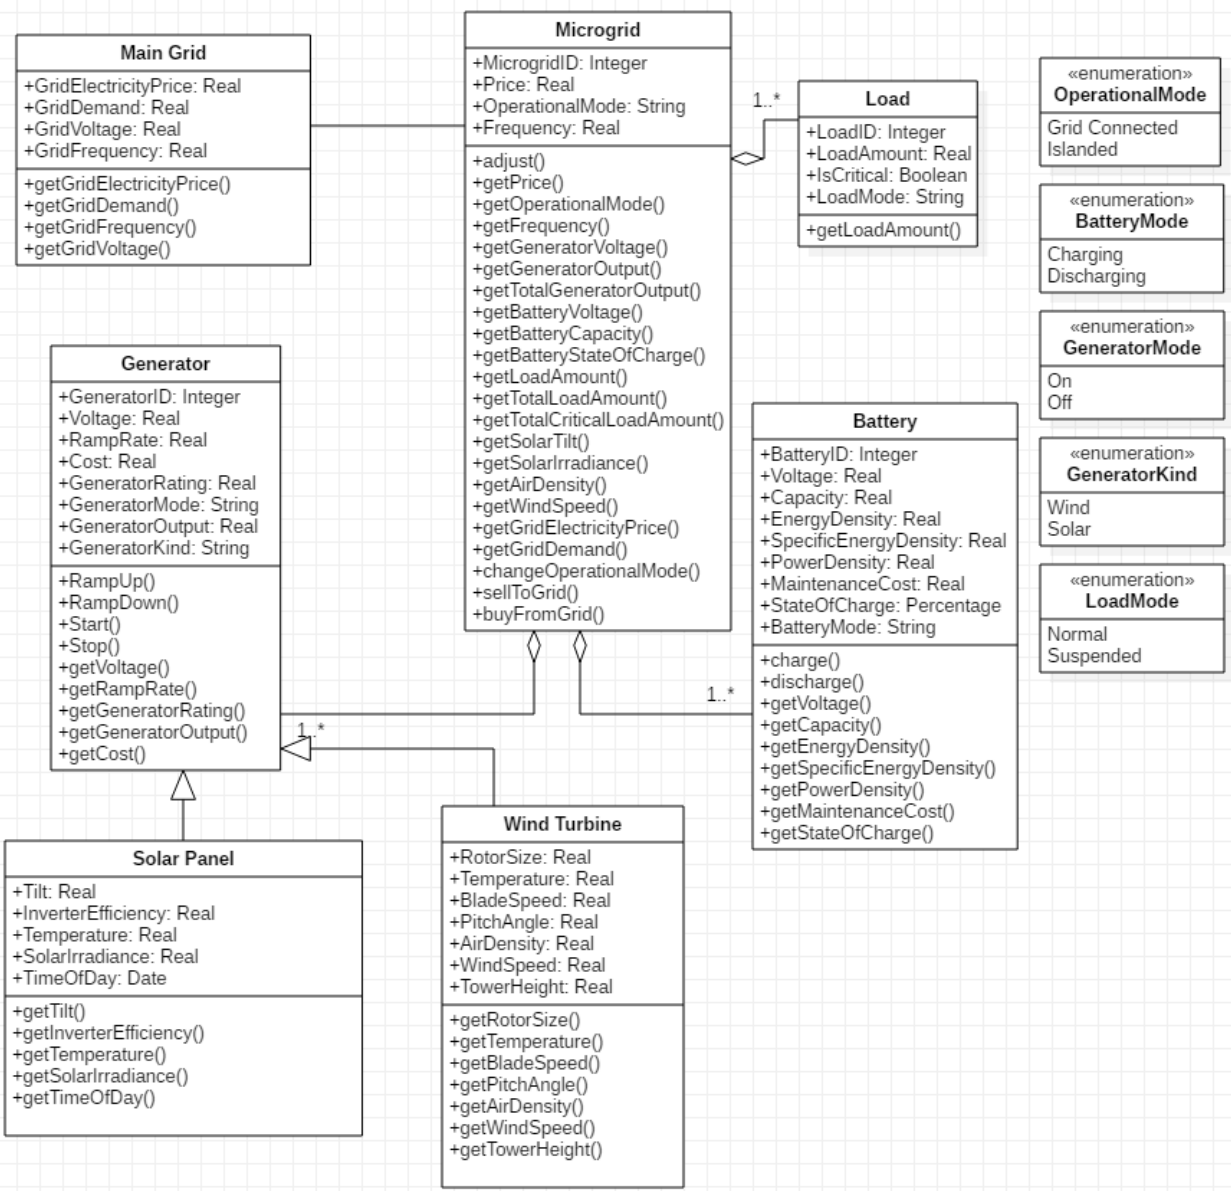 Main Grid
+GridElectricityPrice: Real
+GridDemand: Real
+GridVoltage: Real
+GridFrequency: Real
+getGridElectricityPrice()
+getGridDemand()
+getGridFrequency()
+getGridVoltage()
Microgrid
+MicrogridID: Integer
+Price: Real
+OperationalMode: String
+Frequency: Real
+adjust()
+getPrice()
+getOperationalMode()
+getFrequency()
+getGeneratorVoltage()
+getGeneratorOutput()
+getTotalGeneratorOutput()
+getBatteryVoltage()
+getBatteryCapacity()
+getBatteryStateOfCharge()
+getLoadAmount()
+getTotalLoadAmount()
+getTotalCriticalLoadAmount()
+getSolarTilt()
+getSolarIrradiance()
+getAirDensity()
+getWindSpeed()
+getGridElectricityPrice()
+getGridDemand()
+changeOperationalMode()
+sellToGrid()
+buyFromGrid()
1..*
Load
+LoadID: Integer
+LoadAmount: Real
+IsCritical: Boolean
+LoadMode: String
+getLoadAmount()
«enumeration»
OperationalMode
Grid Connected
Islanded
«enumeration»
BatteryMode
Charging
Discharging
«enumeration»
GeneratorMode
On
Off
«enumeration»
GeneratorKind
Wind
Solar
«enumeration»
LoadMode
Normal
Suspended
Generator
+GeneratorID: Integer
+Voltage: Real
+RampRate: Real
+Cost: Real
+GeneratorRating: Real
+GeneratorMode: String
+GeneratorOutput: Real
+GeneratorKind: String
+RampUp()
+RampDown()
+Start()
+Stop()
+getVoltage()
+getRampRate()
+getGeneratorRating()
+getGeneratorOutput()
+getCost()
1..*
1..*
Battery
+BatteryID: Integer
+Voltage: Real
+Capacity: Real
+EnergyDensity: Real
+SpecificEnergyDensity: Real
+PowerDensity: Real
+MaintenanceCost: Real
+StateOfCharge: Percentage
+BatteryMode: String
+charge()
+discharge()
+getVoltage()
+getCapacity()
+getEnergyDensity()
+getSpecificEnergyDensity()
+getPowerDensity()
+getMaintenanceCost()
+getStateOfCharge()
Solar Panel
+Tilt: Real
+InverterEfficiency: Real
+Temperature: Real
+SolarIrradiance: Real
+TimeOfDay: Date
+getTilt()
+getInverterEfficiency()
+getTemperature()
+getSolarIrradiance()
+getTimeOfDay()
Wind Turbine
+RotorSize: Real
+Temperature: Real
+BladeSpeed: Real
+PitchAngle: Real
+AirDensity: Real
+WindSpeed: Real
+TowerHeight: Real
+getRotorSize()
+getTemperature()
+getBladeSpeed()
+getPitchAngle()
+getAirDensity()
+getWindSpeed()
+getTowerHeight()